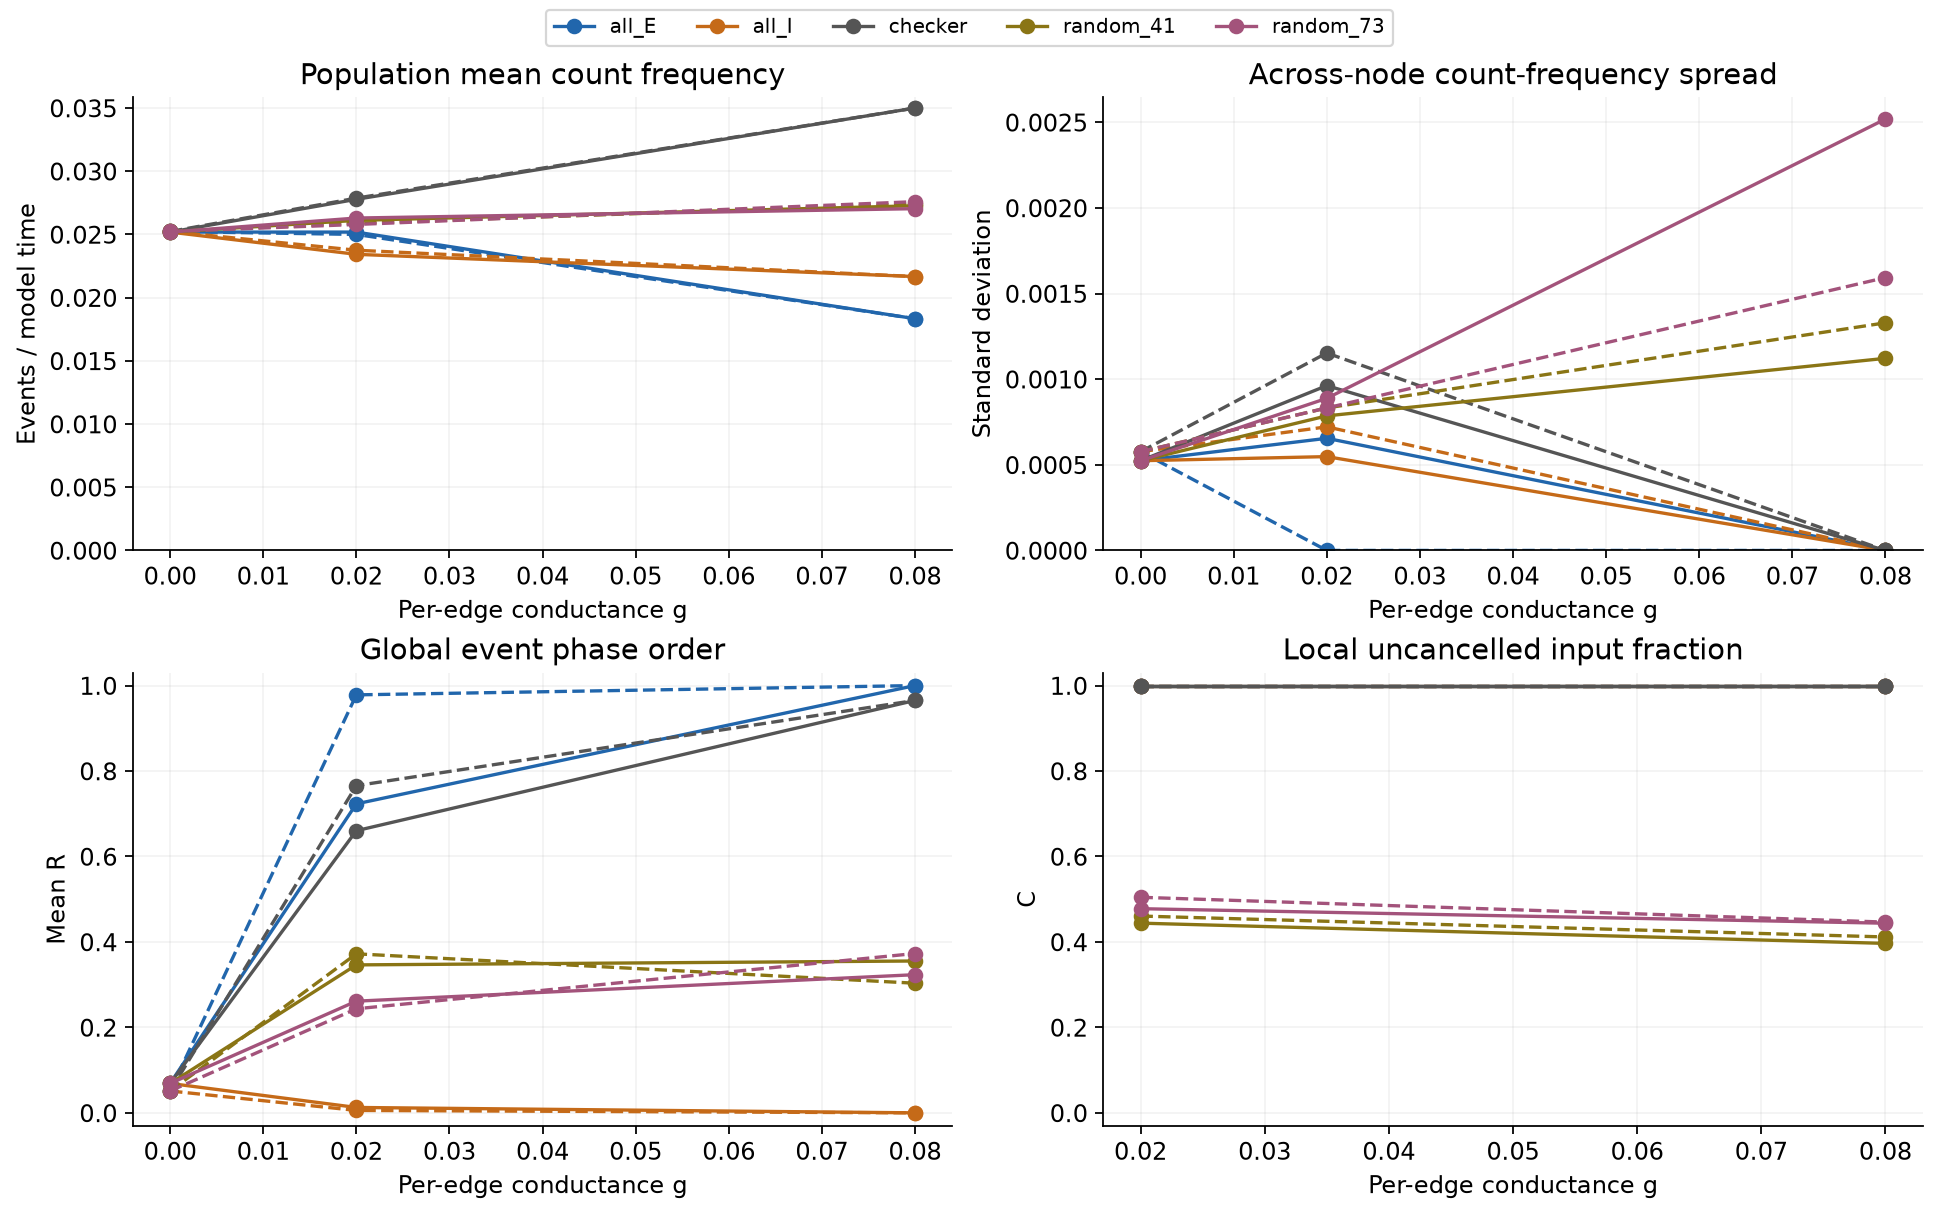 all_E all_I checker random_41 random_73
Population mean count frequency
Events / model time
0.035
0.030
0.025
0.020
0.015
0.010
0.005
0.000
0.00 0.01 0.02 0.03 0.04 0.05 0.06 0.07 0.08
Per-edge conductance g
Across-node count-frequency spread
Standard deviation
0.0025
0.0020
0.0015
0.0010
0.0005
0.0000
0.00 0.01 0.02 0.03 0.04 0.05 0.06 0.07 0.08
Per-edge conductance g
Global event phase order
Mean R
1.0
0.8
0.6
0.4
0.2
0.0
0.00 0.01 0.02 0.03 0.04 0.05 0.06 0.07 0.08
Per-edge conductance g
Local uncancelled input fraction
C
1.0
0.8
0.6
0.4
0.2
0.0
0.02 0.03 0.04 0.05 0.06 0.07 0.08
Per-edge conductance g